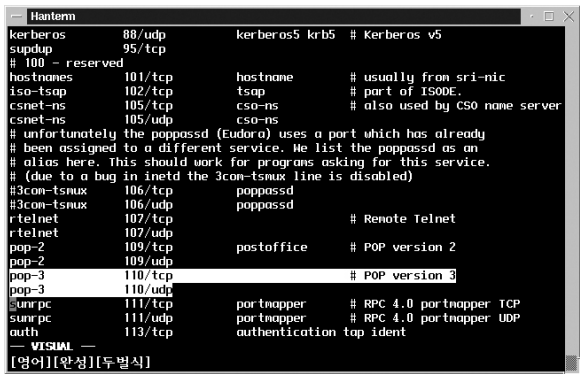 Hanterm
kerberos 88/udp kerberos5 krb5 # Kerberos v5
supdup 95/tcp
# 100 - reserved
hostnames 101/tcp hostname # usually from sri-nic
iso-tsap 102/tcp tsap # part of ISODE.
csnet-ns 105/tcp cso-ns # also used by CSO name server
csnet-ns 105/udp cso-ns
# unfortunately the poppassd (Eudora) uses a port which has already
# been assigned to a different service. We list the poppassd as an
# alias here. This should work for programs asking for this service.
# (due to a bug in inetd the 3com-tsmux line is disabled)
#3com-tsmux 106/tcp poppassd
#3com-tsmux 106/udp poppassd
rtelnet 107/tcp # Remote Telnet
rtelnet 107/udp
pop-2 109/tcp postoffice # POP version 2
pop-2 109/udp
pop-3 110/tcp # POP version 3
pop-3 110/udp
sunrpc 111/tcp portmapper # RPC 4.0 portmapper TCP
sunrpc 111/udp portmapper # RPC 4.0 portmapper UDP
auth 113/tcp authentication tap ident
-- VISUAL --
[영어][완성][두벌식]